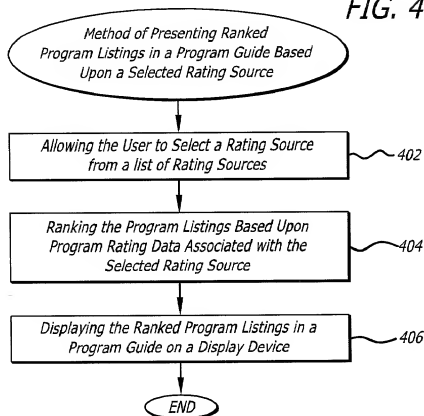 FIG. 4
Method of Presenting Ranked
Program Listings in a Program Guide Based
Upon a Selected Rating Source
Allowing the User to Select a Rating Source
from a list of Rating Sources
402
Ranking the Program Listings Based Upon
Program Rating Data Associated with the
Selected Rating Source
404
Displaying the Ranked Program Listings in a
Program Guide on a Display Device
406
END